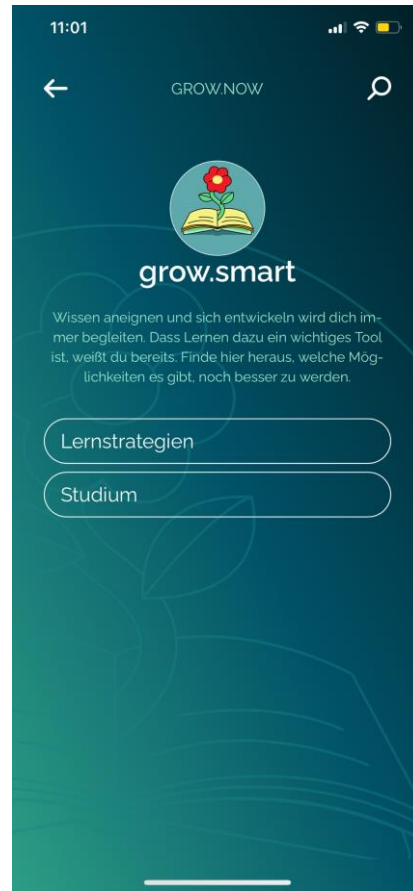 11:01
GROW.NOW
grow.smart
Wissen aneignen und sich entwickeln wird dich im-
mer begleiten. Dass Lernen dazu ein wichtiges Tool
ist, weißt du bereits. Finde hier heraus, welche Mög-
lichkeiten es gibt, noch besser zu werden.
Lernstrategien
Studium